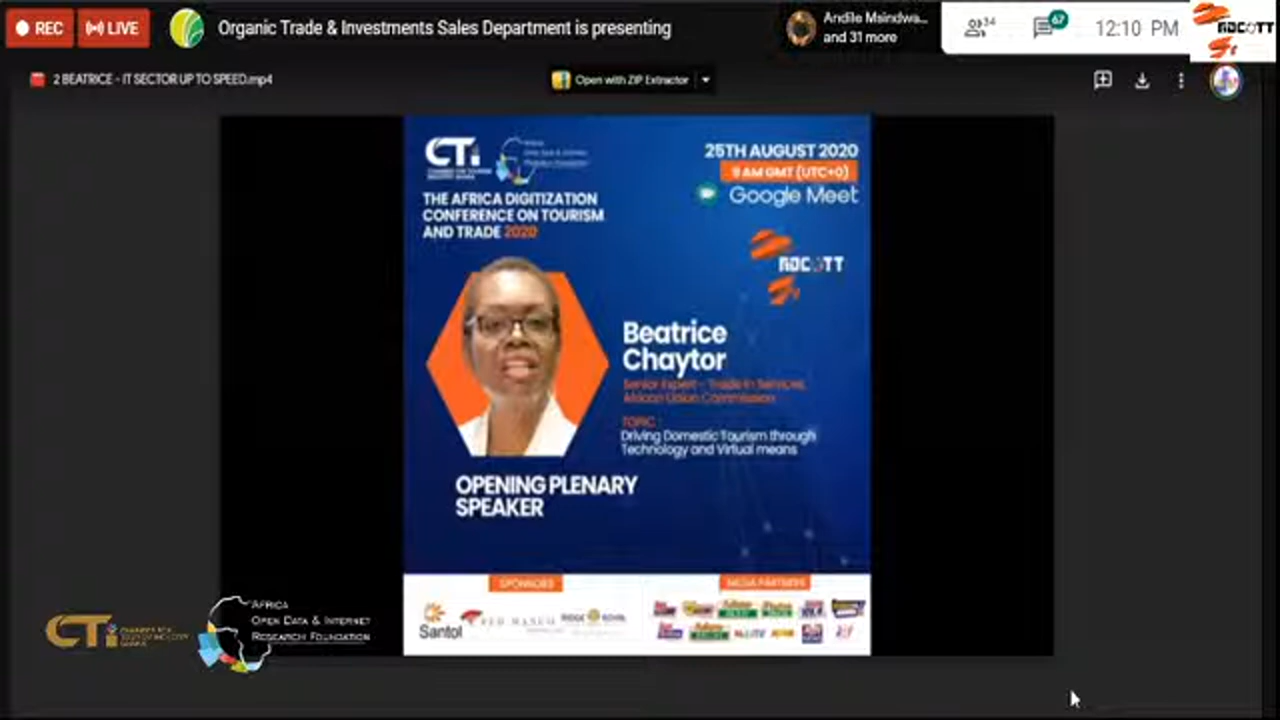 REC
LIVE
Organic Trade & Investments Sales Department is presenting
Andile Msindwa...
and 31 more
34
67
12:10 PM
ADCOTT
2 BEATRICE - IT SECTOR UP TO SPEED.mp4
Open with ZIP Extractor
CTi
25TH AUGUST 2020
9 AM GMT (UTC+0)
Google Meet
THE AFRICA DIGITIZATION
CONFERENCE ON TOURISM
AND TRADE 2020
ADCOTT
Beatrice
Chaytor
Senior Expert - Trade in Services,
African Union Commission
TOPIC
Driving Domestic Tourism through
Technology and Virtual means
OPENING PLENARY
SPEAKER
SPONSORS
MEDIA PARTNERS
Santol
CTi
AFRICA
OPEN DATA & INTERNET
RESEARCH FOUNDATION